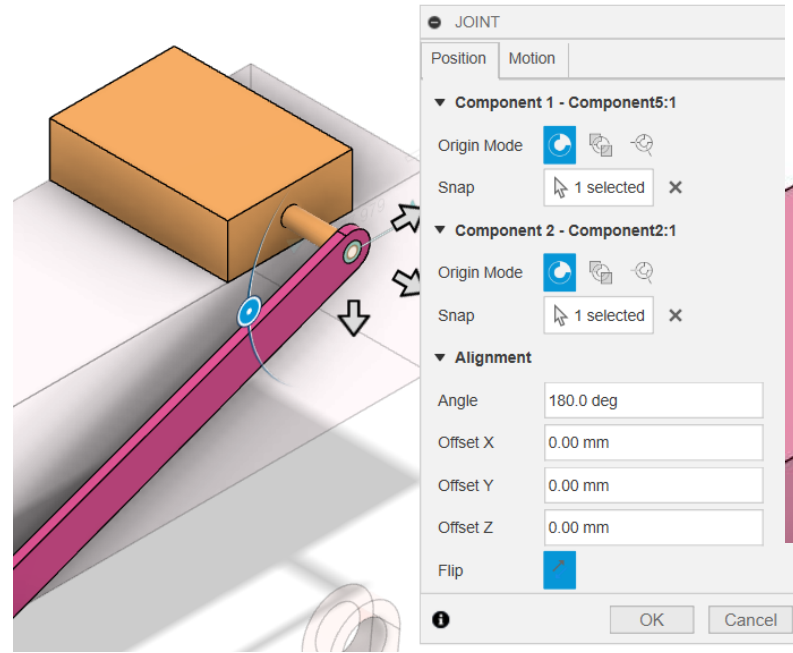 JOINT
Position Motion
Component 1 - Component5:1
Origin Mode
Snap 1 selected
Component 2 - Component2:1
Origin Mode
Snap 1 selected
Alignment
Angle 180.0 deg
Offset X 0.00 mm
Offset Y 0.00 mm
Offset Z 0.00 mm
Flip
OK Cancel